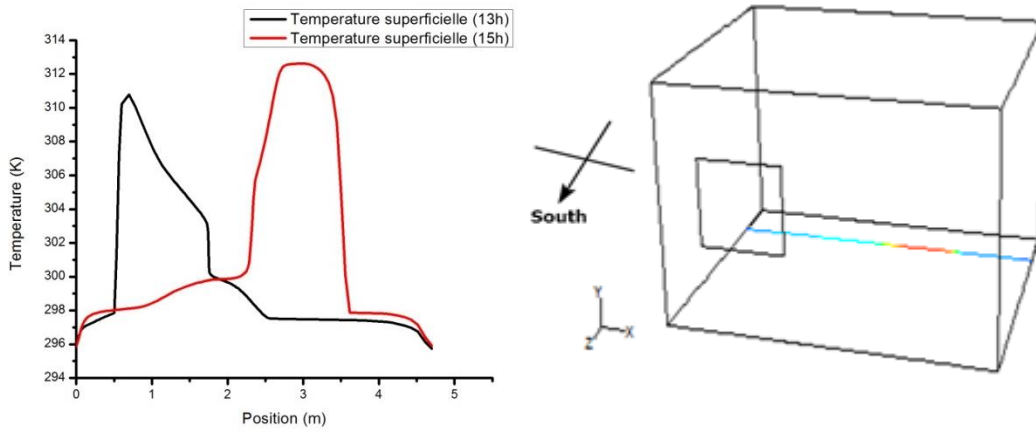 Temperature superficielle (13h)
Temperature superficielle (15h)
314
312
310
308
306
304
302
300
298
296
294
Temperature (K)
0
1
2
3
4
5
Position (m)
South
Y
X
Z